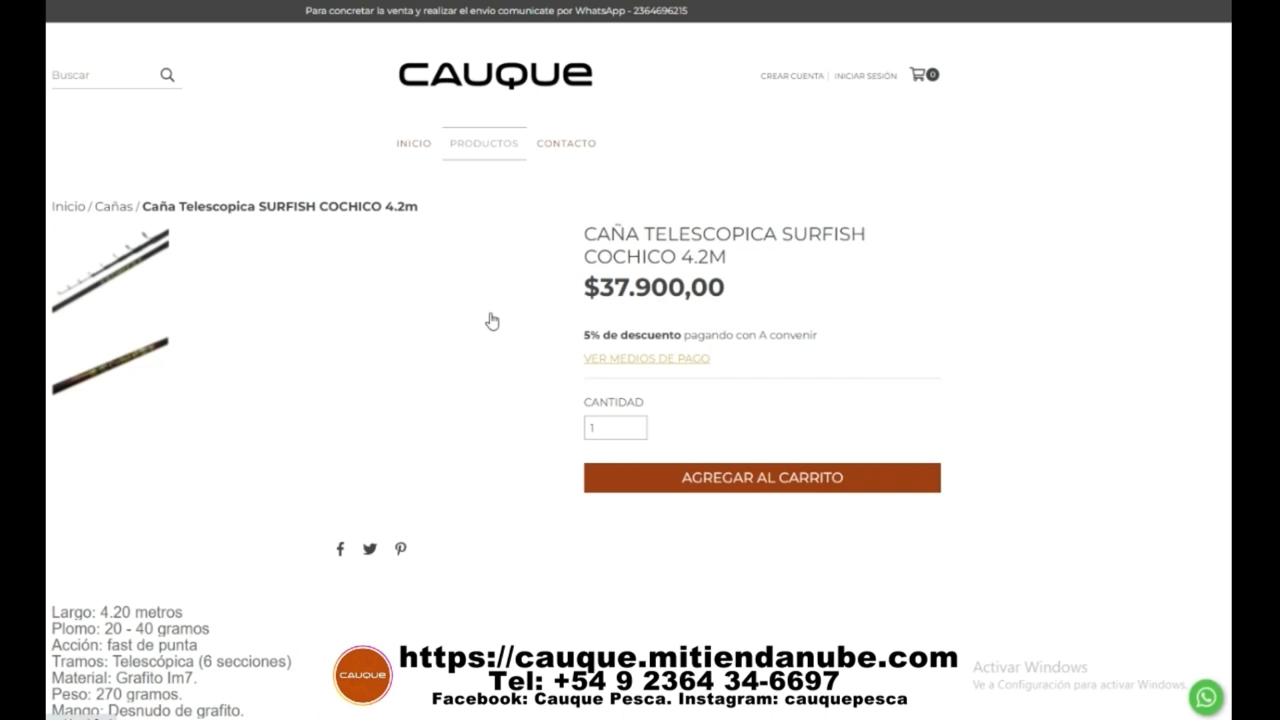 Para concretar la venta y realizar el envío comunicate por WhatsApp - 2364696215
Buscar
CAUQUE
CREAR CUENTA | INICIAR SESIÓN
0
INICIO
PRODUCTOS
CONTACTO
Inicio / Cañas / Caña Telescopica SURFISH COCHICO 4.2m
CAÑA TELESCOPICA SURFISH
COCHICO 4.2M
$37.900,00
5% de descuento pagando con A convenir
VER MEDIOS DE PAGO
CANTIDAD
1
AGREGAR AL CARRITO
Largo: 4.20 metros
Plomo: 20 - 40 gramos
Acción: fast de punta
Tramos: Telescópica (6 secciones)
Material: Grafito Im7.
Peso: 270 gramos.
Mango: Desnudo de grafito.
CAUQUE
https://cauque.mitiendanube.com
Tel: +54 9 2364 34-6697
Facebook: Cauque Pesca. Instagram: cauquepesca
Activar Windows
Ve a Configuración para activar Windows.